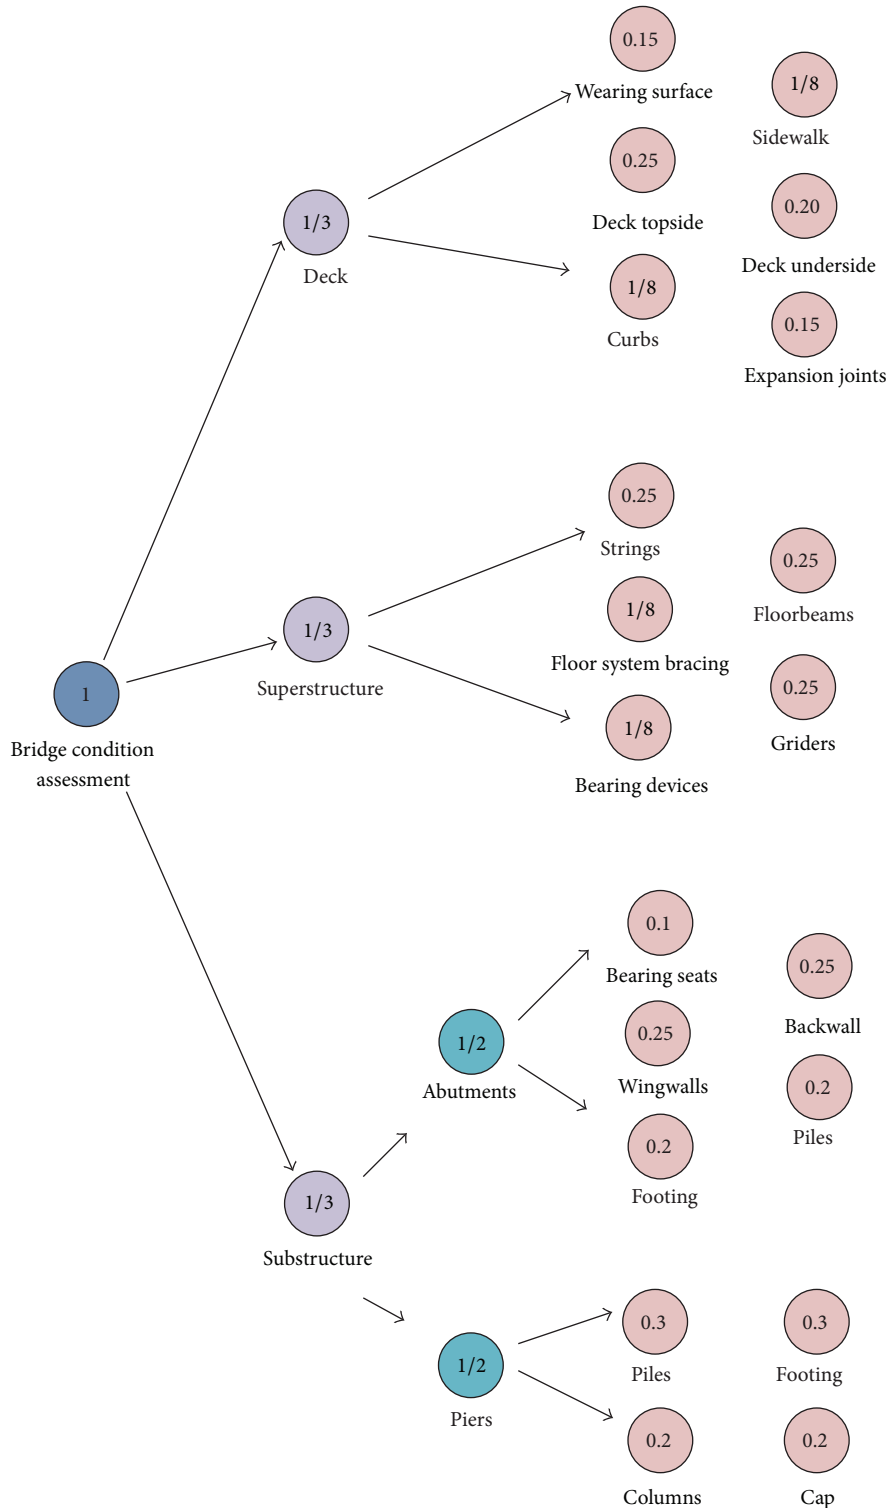 0.15
Wearing surface
1/8
Sidewalk
0.25
Deck topside
0.20
Deck underside
1/3
Deck
1/8
Curbs
0.15
Expansion joints
0.25
Strings
0.25
Floorbeams
1/8
Floor system bracing
1/3
Superstructure
0.25
Griders
1/8
Bearing devices
1
Bridge condition
assessment
0.1
Bearing seats
0.25
Backwall
0.25
Wingwalls
1/2
Abutments
0.2
Piles
0.2
Footing
1/3
Substructure
0.3
Piles
0.3
Footing
1/2
Piers
0.2
Columns
0.2
Cap